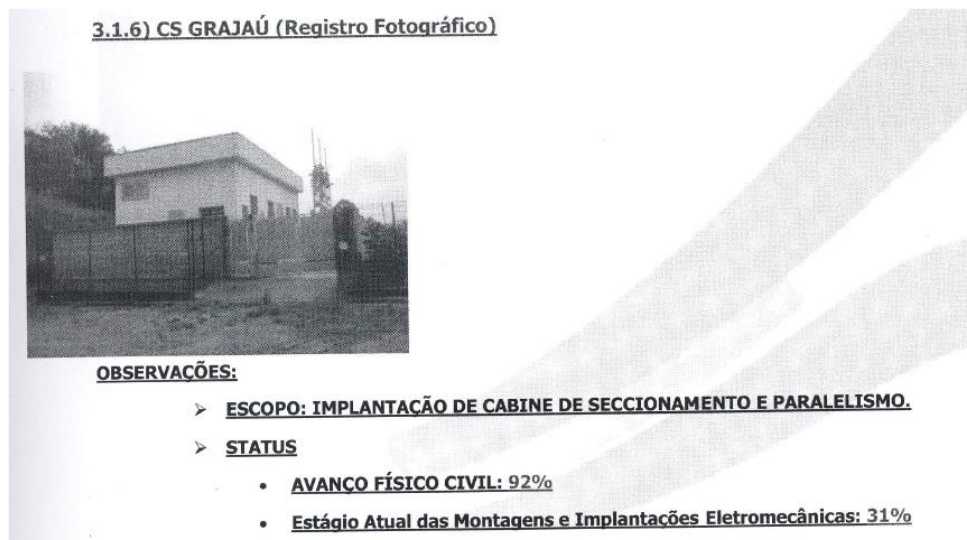 3.1.6) CS GRAJAÚ (Registro Fotográfico)
OBSERVAÇÕES:
➢ ESCOPO: IMPLANTAÇÃO DE CABINE DE SECCIONAMENTO E PARALELISMO.
➢ STATUS
• AVANÇO FÍSICO CIVIL: 92%
• Estágio Atual das Montagens e Implantações Eletromecânicas: 31%